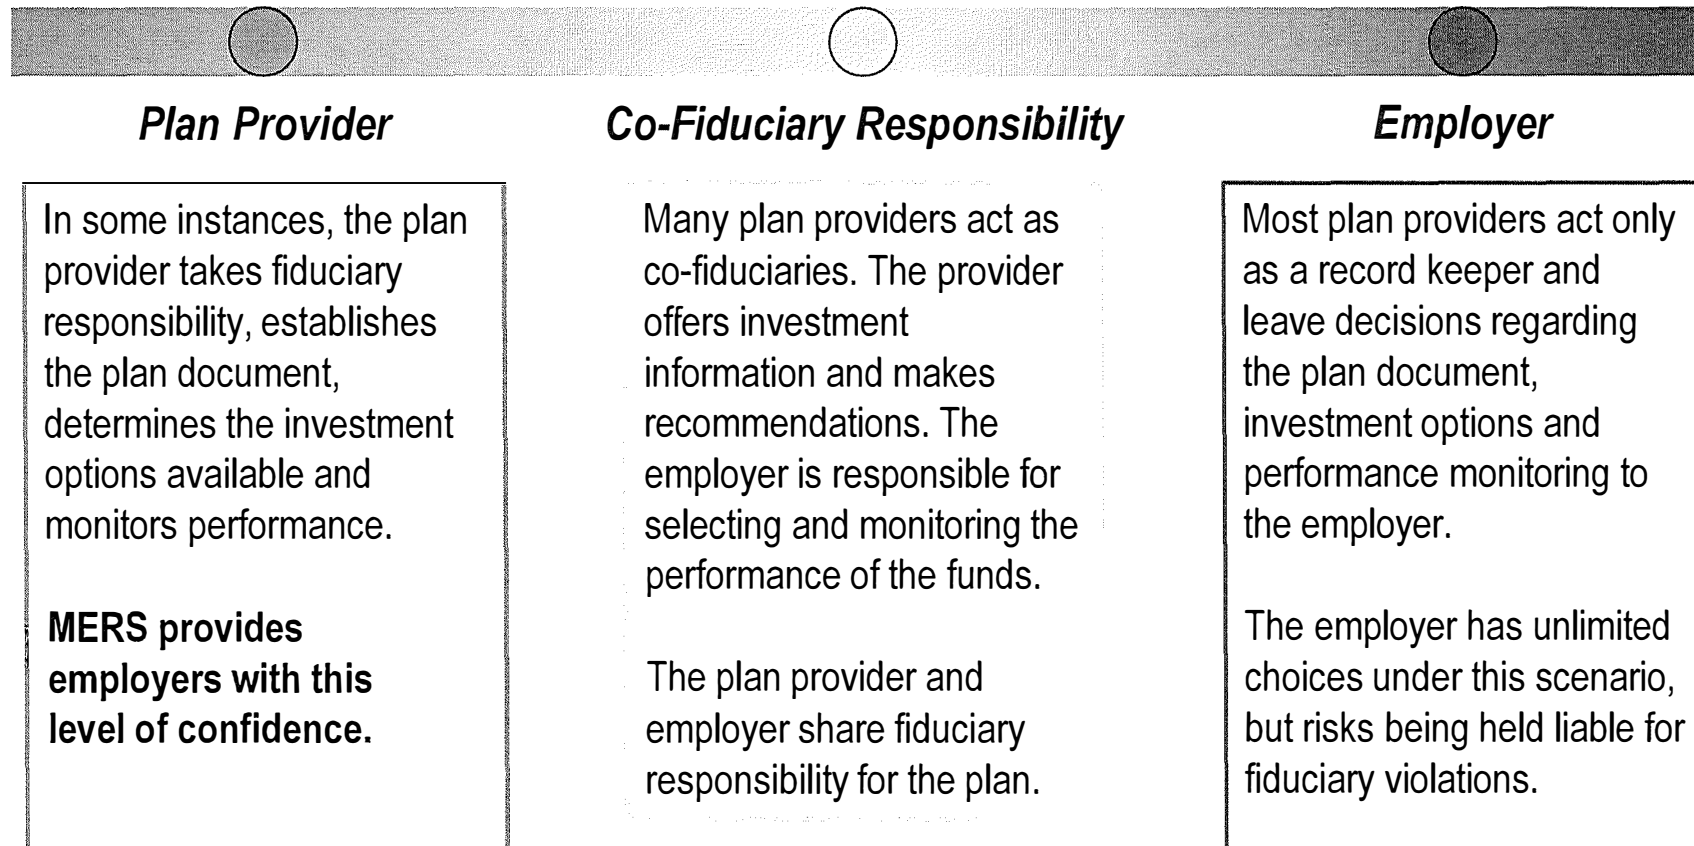 Plan Provider
In some instances, the plan
provider takes fiduciary
responsibility, establishes
the plan document,
determines the investment
options available and
monitors performance.
MERS provides
employers with this
level of confidence.
Co-Fiduciary Responsibility
Many plan providers act as
co-fiduciaries. The provider
offers investment
information and makes
recommendations. The
employer is responsible for
selecting and monitoring the
performance of the funds.
The plan provider and
employer share fiduciary
responsibility for the plan.
Employer
Most plan providers act only
as a record keeper and
leave decisions regarding
the plan document,
investment options and
performance monitoring to
the employer.
The employer has unlimited
choices under this scenario,
but risks being held liable for
fiduciary violations.